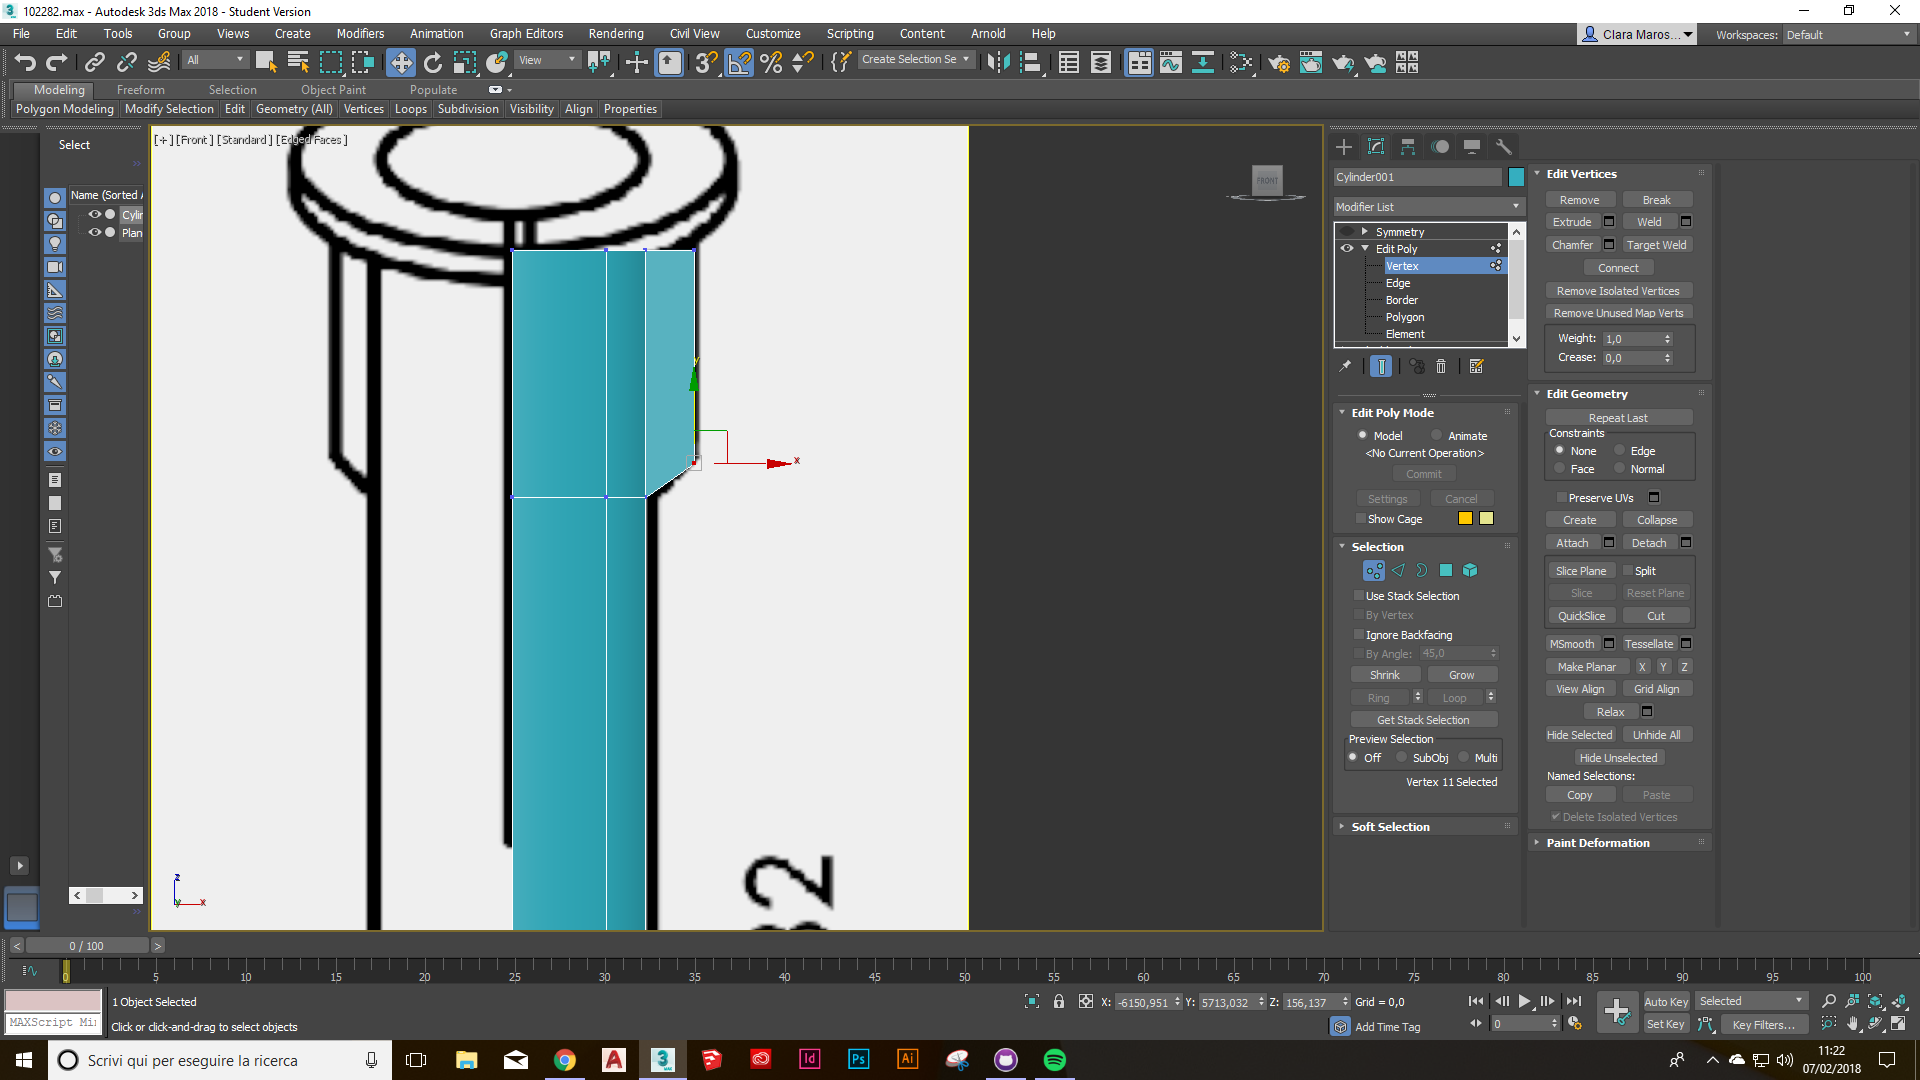 102282.max - Autodesk 3ds Max 2018 - Student Version
File Edit Tools Group Views Create Modifiers Animation Graph Editors Rendering Civil View Customize Scripting Content Arnold Help
Clara Maros... Workspaces: Default
All View Create Selection Se
Modeling Freeform Selection Object Paint Populate
Polygon Modeling Modify Selection Edit Geometry (All) Vertices Loops Subdivision Visibility Align Properties
Select
[+] [Front] [Standard] [Edged Faces]
Name (Sorted A
Cylin
Plan
FRONT
y
x
z
x
y
82
Cylinder001
Modifier List
Symmetry
Edit Poly
Vertex
Edge
Border
Polygon
Element
Edit Poly Mode
Model Animate
<No Current Operation>
Commit
Settings Cancel
Show Cage
Selection
Use Stack Selection
By Vertex
Ignore Backfacing
By Angle: 45,0
Shrink Grow
Ring Loop
Get Stack Selection
Preview Selection
Off SubObj Multi
Vertex 11 Selected
Soft Selection
Edit Vertices
Remove Break
Extrude Weld
Chamfer Target Weld
Connect
Remove Isolated Vertices
Remove Unused Map Verts
Weight: 1,0
Crease: 0,0
Edit Geometry
Repeat Last
Constraints
None Edge
Face Normal
Preserve UVs
Create Collapse
Attach Detach
Slice Plane Split
Slice Reset Plane
QuickSlice Cut
MSmooth Tessellate
Make Planar X Y Z
View Align Grid Align
Relax
Hide Selected Unhide All
Hide Unselected
Named Selections:
Copy Paste
Delete Isolated Vertices
Paint Deformation
0 / 100
0 5 10 15 20 25 30 35 40 45 50 55 60 65 70 75 80 85 90 95 100
1 Object Selected
X: -6150,951 Y: 5713,032 Z: 156,137 Grid = 0,0
Auto Key Selected
MAXScript Mi
Click or click-and-drag to select objects
Add Time Tag
0
Set Key Key Filters...
Scrivi qui per eseguire la ricerca
11:22
07/02/2018